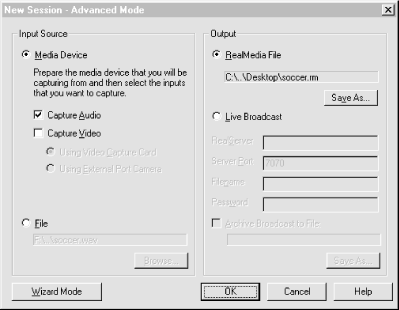 New Session - Advanced Mode
Input Source
Media Device
Prepare the media device that you will be
capturing from and then select the inputs
that you want to capture.
Capture Audio
Capture Video
Using Video Capture Card
Using External Port Camera
File
F:\..\soccer.wav
Browse...
Output
RealMedia File
C:\..\Desktop\soccer.rm
Save As...
Live Broadcast
RealServer
Server Port
7070
Filename
Password
Archive Broadcast to File
Save As...
Wizard Mode
OK
Cancel
Help